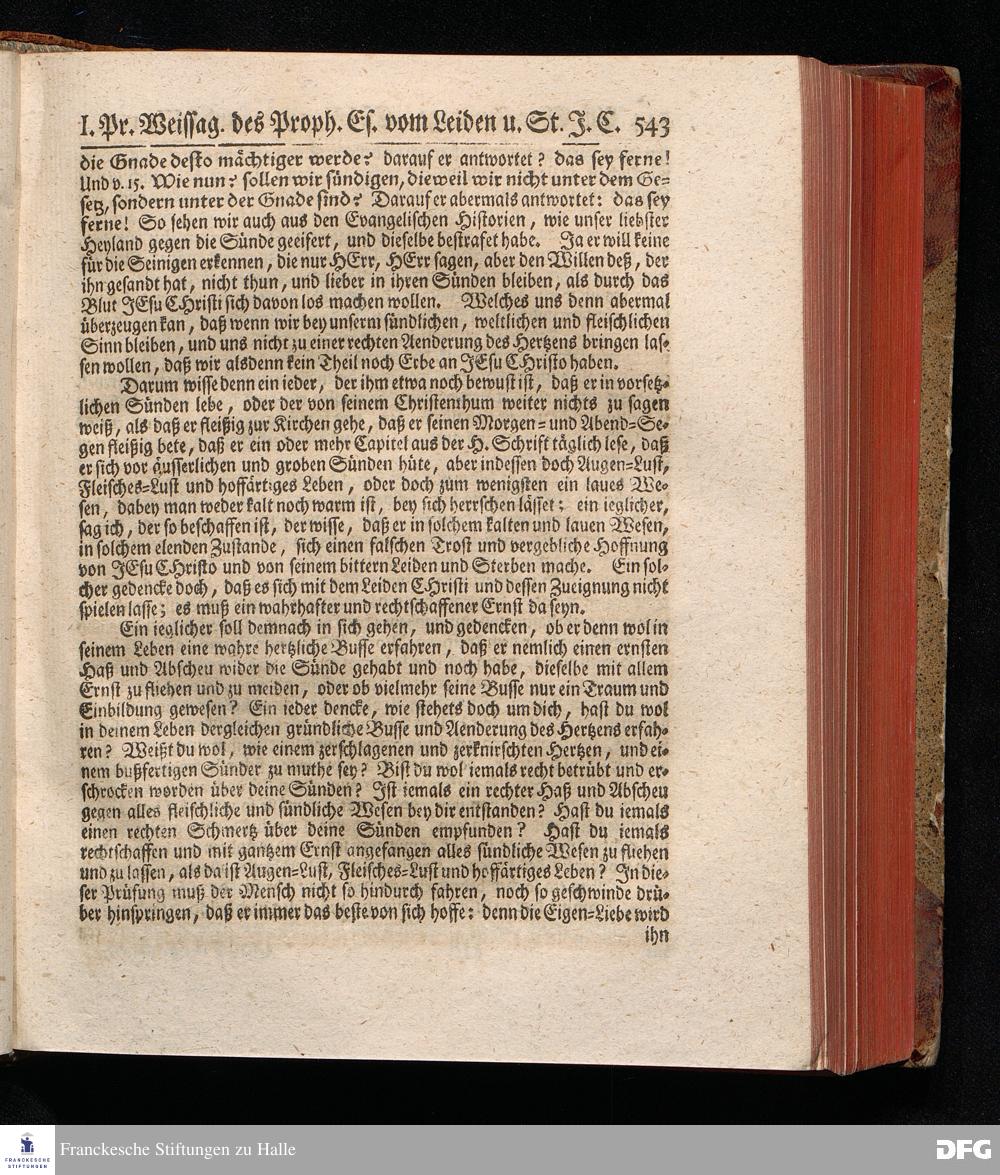 I. Pr. Weissag. des Proph. Es. vom Leiden u. St. J. C. 543
die Gnade desto mächtiger werde? darauf er antwortet? das sey ferne!
Und v. 15. Wie nun? sollen wir sündigen, dieweil wir nicht unter dem Ge=
setz, sondern unter der Gnade sind? Darauf er abermals antwortet: das sey
ferne! So sehen wir auch aus den Evangelischen Historien, wie unser liebster
Heyland gegen die Sünde geeifert, und dieselbe bestrafet habe. Ja er will keine
für die Seinigen erkennen, die nur HErr, HErr sagen, aber den Willen deß, der
ihn gesandt hat, nicht thun, und lieber in ihren Sünden bleiben, als durch das
Blut JEsu CHristi sich davon los machen wollen. Welches uns denn abermal
überzeugen kan, daß wenn wir bey unserm sündlichen, weltlichen und fleischlichen
Sinn bleiben, und uns nicht zu einer rechten Aenderung des Hertzens bringen las=
sen wollen, daß wir alsdenn kein Theil noch Erbe an JEsu CHristo haben.
Darum wisse denn ein ieder, der ihm etwa noch bewust ist, daß er in vorsetz=
lichen Sünden lebe, oder der von seinem Christenthum weiter nichts zu sagen
weiß, als daß er fleißig zur Kirchen gehe, daß er seinen Morgen= und Abend=Se=
gen fleißig bete, daß er ein oder mehr Capitel aus der H. Schrift täglich lese, daß
er sich vor äusserlichen und groben Sünden hüte, aber indessen doch Augen=Lust,
Fleisches=Lust und hoffärtiges Leben, oder doch zum wenigsten ein laues We=
sen, dabey man weder kalt noch warm ist, bey sich herrschen lässet; ein ieglicher,
sag ich, der so beschaffen ist, der wisse, daß er in solchem kalten und lauen Wesen,
in solchem elenden Zustande, sich einen falschen Trost und vergebliche Hoffnung
von JEsu CHristo und von seinem bittern Leiden und Sterben mache. Ein sol=
cher gedencke doch, daß es sich mit dem Leiden CHristi und dessen Zueignung nicht
spielen lasse; es muß ein wahrhafter und rechtschaffener Ernst da seyn.
Ein ieglicher soll demnach in sich gehen, und gedencken, ob er denn wol in
seinem Leben eine wahre hertzliche Busse erfahren, daß er nemlich einen ernsten
Haß und Abscheu wider die Sünde gehabt und noch habe, dieselbe mit allem
Ernst zu fliehen und zu meiden, oder ob vielmehr seine Busse nur ein Traum und
Einbildung gewesen? Ein ieder dencke, wie stehets doch um dich, hast du wol
in deinem Leben dergleichen gründliche Busse und Aenderung des Hertzens erfah=
ren? Weißt du wol, wie einem zerschlagenen und zerknirschten Hertzen, und ei=
nem bußfertigen Sünder zu muthe sey? Bist du wol iemals recht betrübt und er=
schrocken worden über deine Sünden? Ist iemals ein rechter Haß und Abscheu
gegen alles fleischliche und sündliche Wesen bey dir entstanden? Hast du iemals
einen rechten Schmertz über deine Sünden empfunden? Hast du iemals
rechtschaffen und mit gantzem Ernst angefangen alles sündliche Wesen zu fliehen
und zu lassen, als da ist Augen=Lust, Fleisches=Lust und hoffärtiges Leben? In die=
ser Prüfung muß der Mensch nicht so hindurch fahren, noch so geschwinde drü=
ber hinspringen, daß er immer das beste von sich hoffe: denn die Eigen=Liebe wird
ihn
FRANCKESCHE
STIFTUNGEN
Franckesche Stiftungen zu Halle
DFG